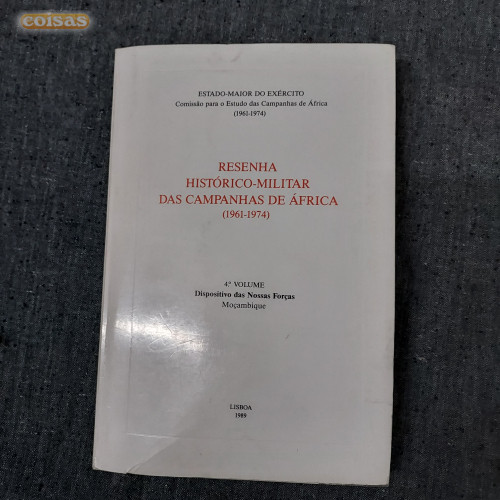 coisas
ESTADO-MAIOR DO EXÉRCITO
Comissão para o Estudo das Campanhas de África
(1961-1974)
RESENHA
HISTÓRICO-MILITAR
DAS CAMPANHAS DE ÁFRICA
(1961-1974)
4.º VOLUME
Dispositivo das Nossas Forças
Moçambique
LISBOA
1989